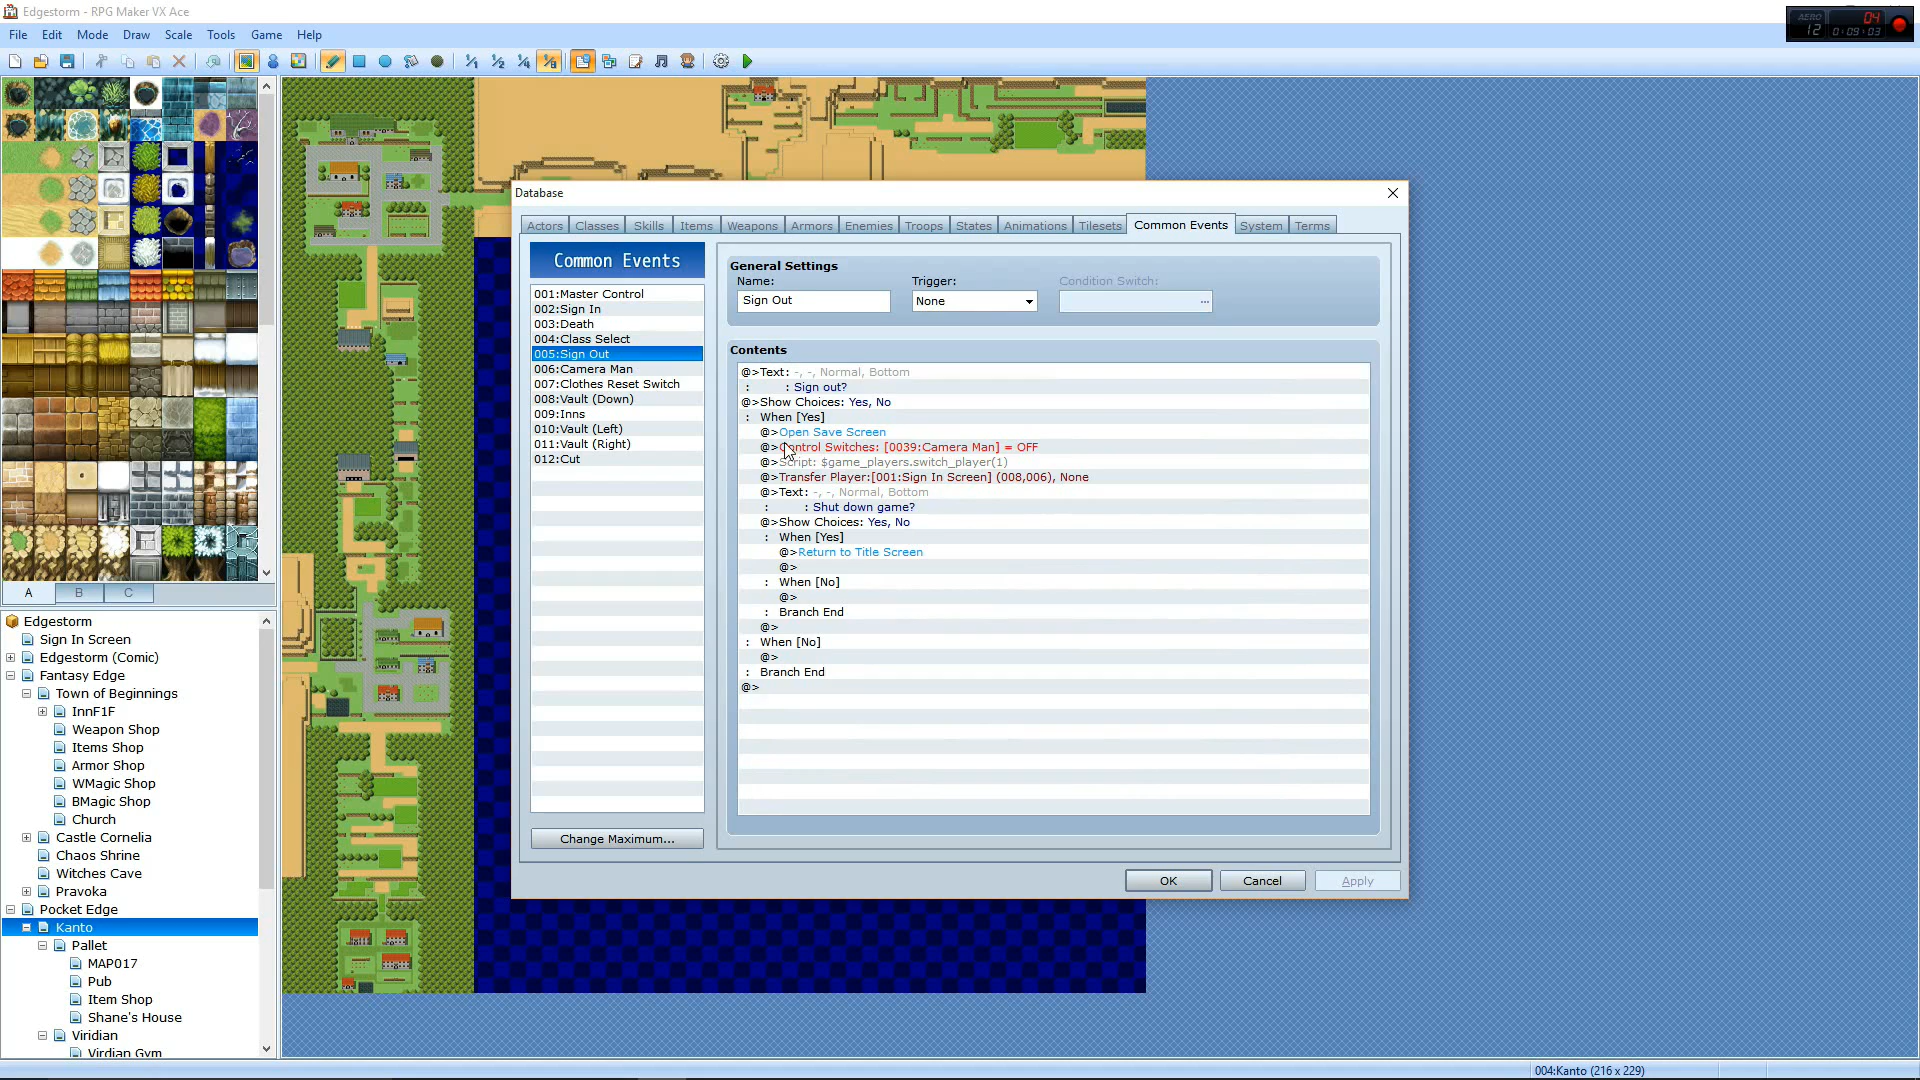 Edgestorm - RPG Maker VX Ace
AERO 12 04 0:09:03
File Edit Mode Draw Scale Tools Game Help
Database
Actors Classes Skills Items Weapons Armors Enemies Troops States Animations Tilesets Common Events System Terms
Common Events
001:Master Control
002:Sign In
003:Death
004:Class Select
005:Sign Out
006:Camera Man
007:Clothes Reset Switch
008:Vault (Down)
009:Inns
010:Vault (Left)
011:Vault (Right)
012:Cut
Change Maximum...
General Settings
Name: Trigger: Condition Switch:
Sign Out None ...
Contents
@>Text: -, -, Normal, Bottom
: : Sign out?
@>Show Choices: Yes, No
: When [Yes]
@>Open Save Screen
@>Control Switches: [0039:Camera Man] = OFF
@>Script: $game_players.switch_player(1)
@>Transfer Player:[001:Sign In Screen] (008,006), None
@>Text: -, -, Normal, Bottom
: : Shut down game?
@>Show Choices: Yes, No
: When [Yes]
@>Return to Title Screen
@>
: When [No]
@>
: Branch End
@>
: When [No]
@>
: Branch End
@>
OK Cancel Apply
A B C
Edgestorm
Sign In Screen
Edgestorm (Comic)
Fantasy Edge
Town of Beginnings
InnF1F
Weapon Shop
Items Shop
Armor Shop
WMagic Shop
BMagic Shop
Church
Castle Cornelia
Chaos Shrine
Witches Cave
Pravoka
Pocket Edge
Kanto
Pallet
MAP017
Pub
Item Shop
Shane's House
Viridian
Virdian Gym
004:Kanto (216 x 229)